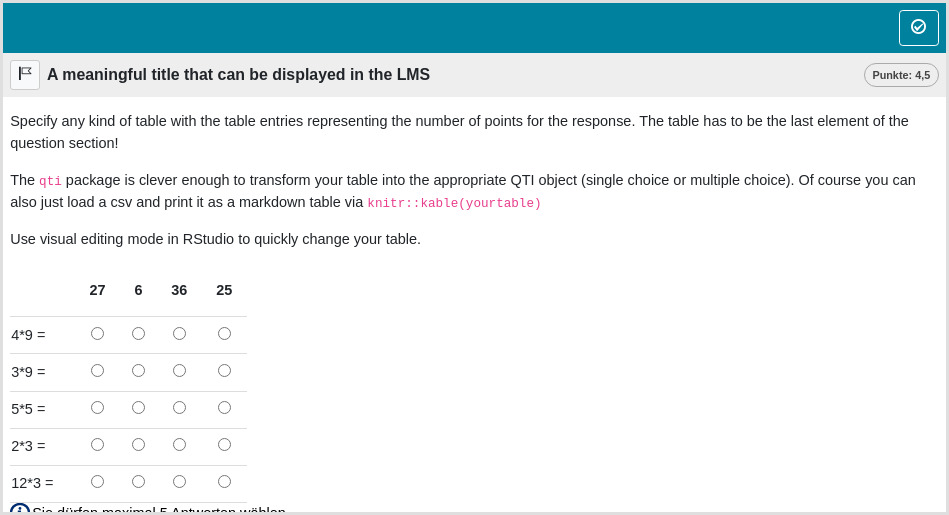 A meaningful title that can be displayed in the LMS
Punkte: 4,5
Specify any kind of table with the table entries representing the number of points for the response. The table has to be the last element of the
question section!
The qti package is clever enough to transform your table into the appropriate QTI object (single choice or multiple choice). Of course you can
also just load a csv and print it as a markdown table via knitr::kable(yourtable)
Use visual editing mode in RStudio to quickly change your table.
27 6 36 25
4*9 =
3*9 =
5*5 =
2*3 =
12*3 =
Sie dürfen maximal 5 Antworten wählen